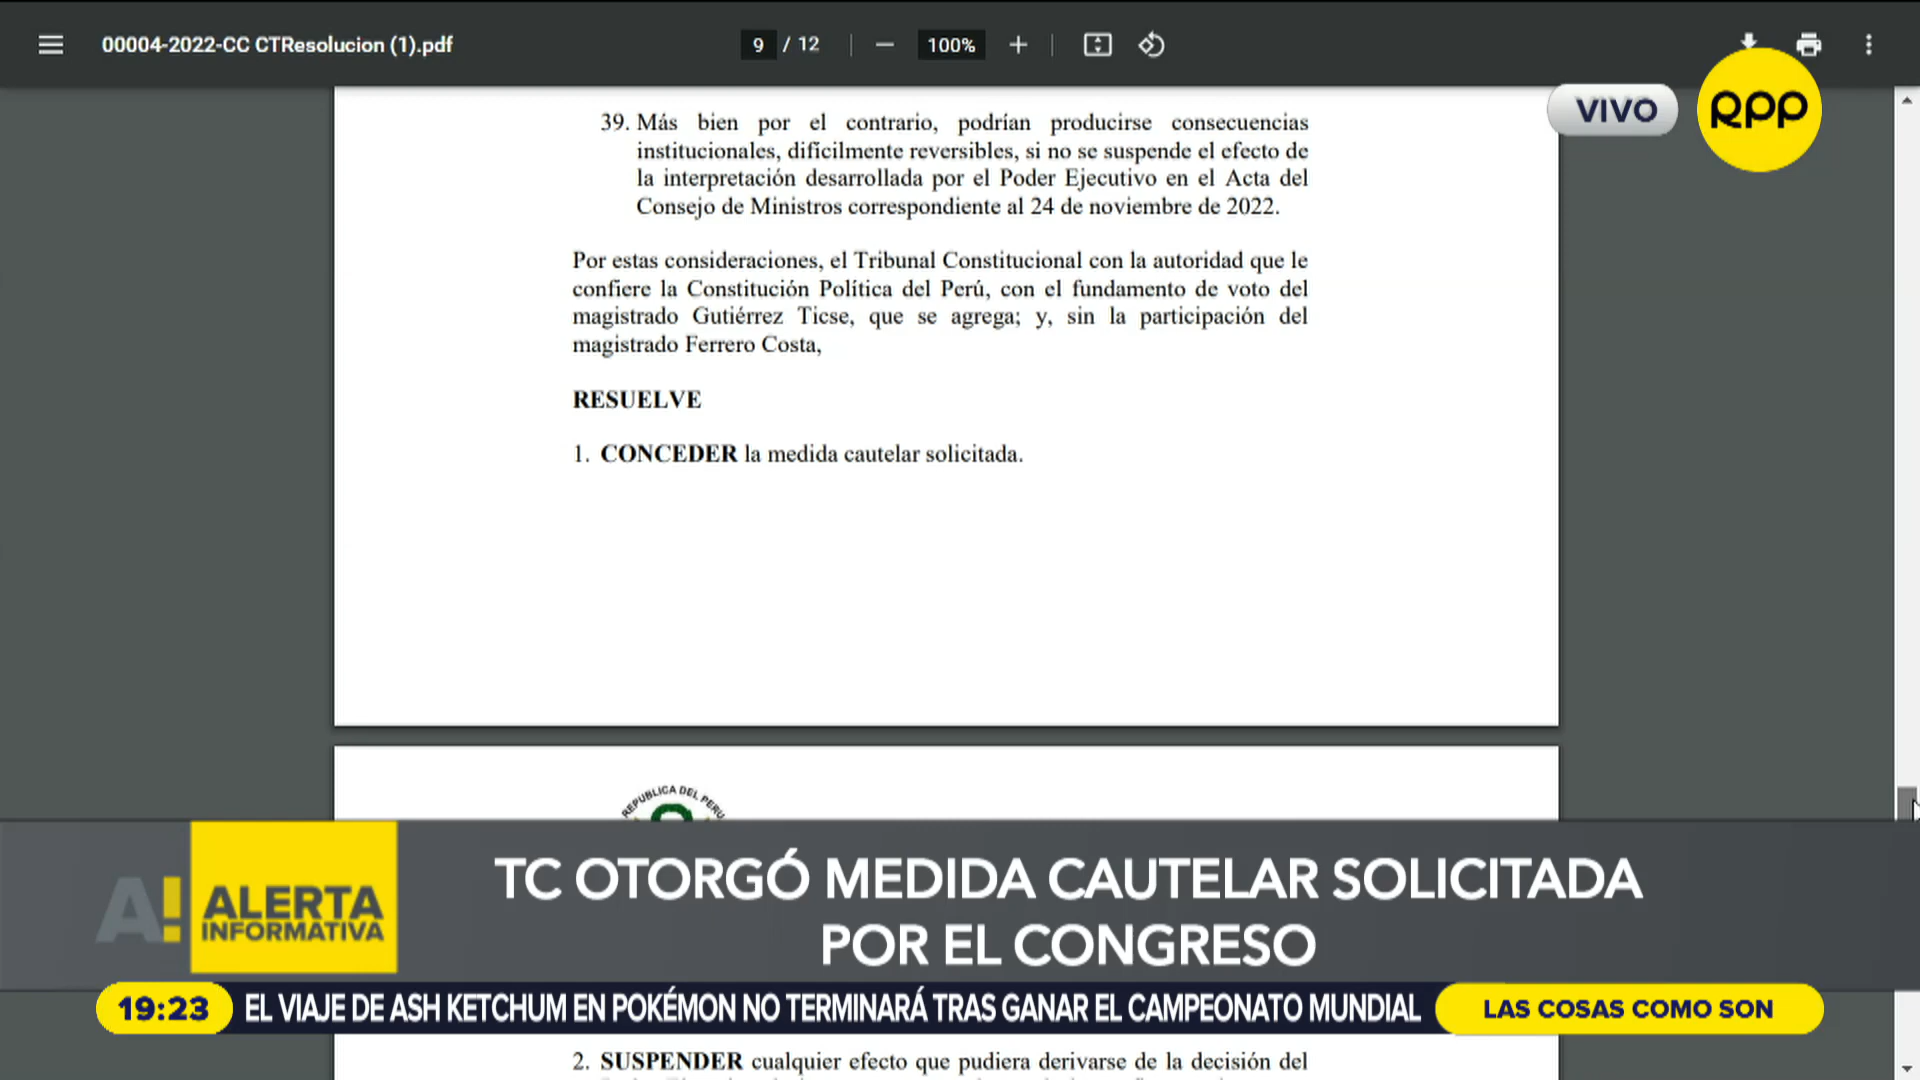 00004-2022-CC CTResolucion (1).pdf
9 / 12
100%
VIVO
rpp
39. Más bien por el contrario, podrían producirse consecuencias
institucionales, difícilmente reversibles, si no se suspende el efecto de
la interpretación desarrollada por el Poder Ejecutivo en el Acta del
Consejo de Ministros correspondiente al 24 de noviembre de 2022.
Por estas consideraciones, el Tribunal Constitucional con la autoridad que le
confiere la Constitución Política del Perú, con el fundamento de voto del
magistrado Gutiérrez Ticse, que se agrega; y, sin la participación del
magistrado Ferrero Costa,
RESUELVE
1. CONCEDER la medida cautelar solicitada.
REPUBLICA DEL PERU
A!
ALERTA
INFORMATIVA
TC OTORGÓ MEDIDA CAUTELAR SOLICITADA
POR EL CONGRESO
19:23
EL VIAJE DE ASH KETCHUM EN POKÉMON NO TERMINARÁ TRAS GANAR EL CAMPEONATO MUNDIAL
LAS COSAS COMO SON
2. SUSPENDER cualquier efecto que pudiera derivarse de la decisión del